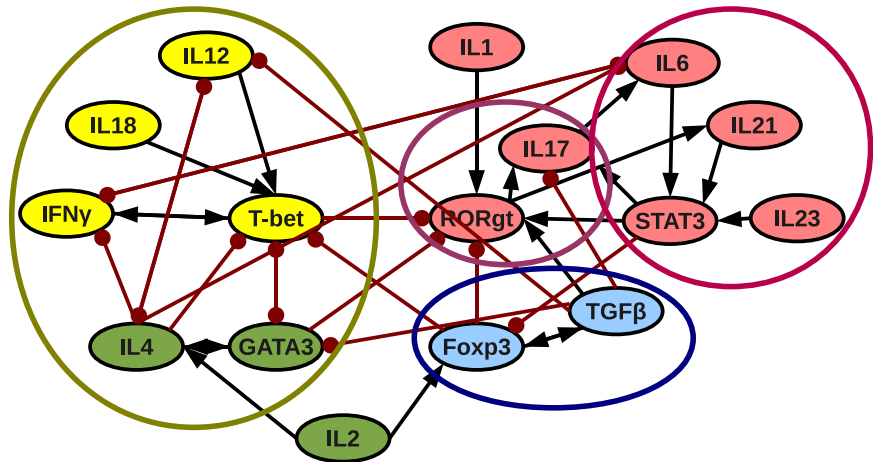 IL12
IL1
IL6
IL18
IL17
IL21
IFNγ
T-bet
RORgt
STAT3
IL23
TGFβ
IL4
GATA3
Foxp3
IL2